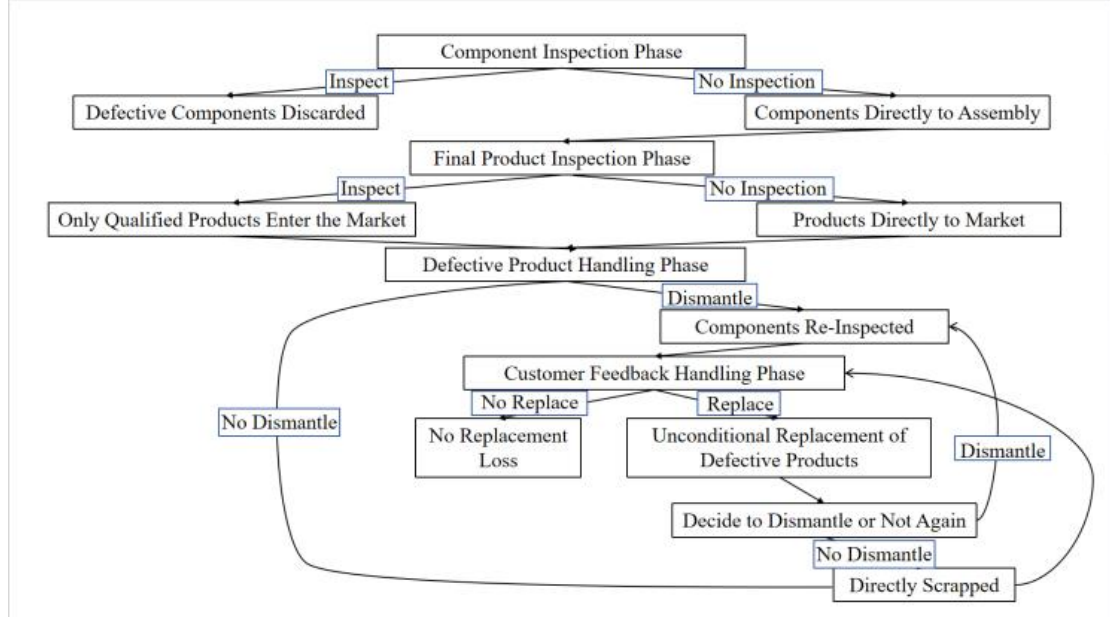 Component Inspection Phase
Inspect
No Inspection
Defective Components Discarded
Components Directly to Assembly
Final Product Inspection Phase
Inspect
No Inspection
Only Qualified Products Enter the Market
Products Directly to Market
Defective Product Handling Phase
Dismantle
Components Re-Inspected
Customer Feedback Handling Phase
No Replace
Replace
No Dismantle
No Replacement
Loss
Unconditional Replacement of
Defective Products
Dismantle
Decide to Dismantle or Not Again
No Dismantle
Directly Scrapped